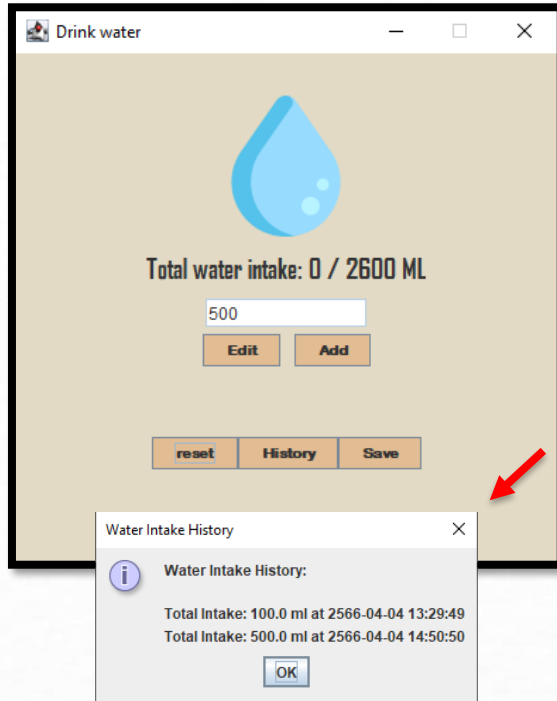 Drink water
Total water intake: 0 / 2600 ML
500
Edit Add
reset History Save
Water Intake History
Water Intake History:
Total Intake: 100.0 ml at 2566-04-04 13:29:49
Total Intake: 500.0 ml at 2566-04-04 14:50:50
OK